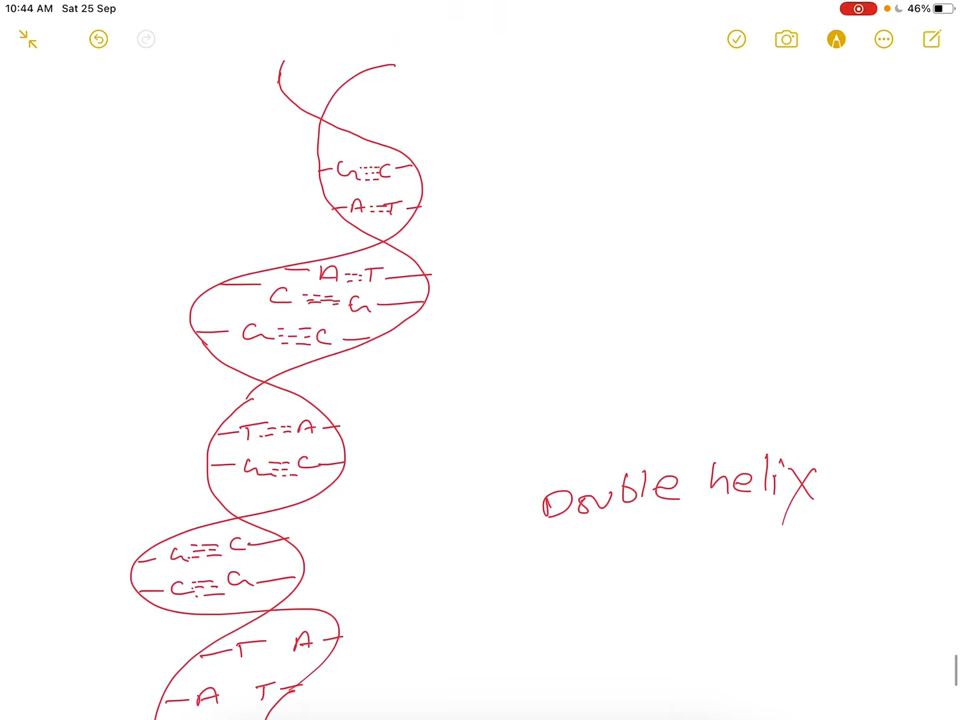 10:44 AM Sat 25 Sep
46%
G C
A T
A T
C G
G C
T A
G C
Double helix
G C
C G
T A
A T